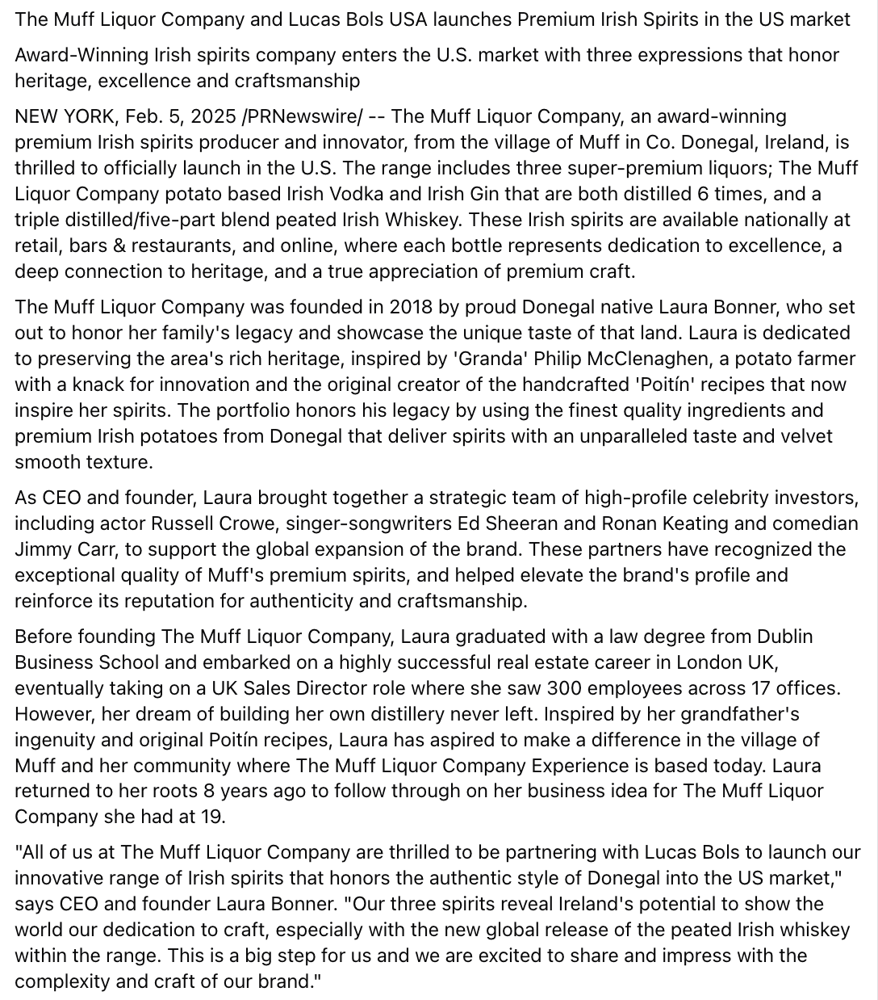 The Muff Liquor Company and Lucas Bols USA launches Premium Irish Spirits in the US market
Award-Winning Irish spirits company enters the U.S. market with three expressions that honor
heritage, excellence and craftsmanship
NEW YORK, Feb. 5, 2025 /PRNewswire/ -- The Muff Liquor Company, an award-winning
premium Irish spirits producer and innovator, from the village of Muff in Co. Donegal, Ireland, is
thrilled to officially launch in the U.S. The range includes three super-premium liquors; The Muff
Liquor Company potato based Irish Vodka and Irish Gin that are both distilled 6 times, and a
triple distilled/five-part blend peated Irish Whiskey. These Irish spirits are available nationally at
retail, bars & restaurants, and online, where each bottle represents dedication to excellence, a
deep connection to heritage, and a true appreciation of premium craft.
The Muff Liquor Company was founded in 2018 by proud Donegal native Laura Bonner, who set
out to honor her family's legacy and showcase the unique taste of that land. Laura is dedicated
to preserving the area's rich heritage, inspired by 'Granda' Philip McClenaghen, a potato farmer
with a knack for innovation and the original creator of the handcrafted 'Poitín' recipes that now
inspire her spirits. The portfolio honors his legacy by using the finest quality ingredients and
premium Irish potatoes from Donegal that deliver spirits with an unparalleled taste and velvet
smooth texture.
As CEO and founder, Laura brought together a strategic team of high-profile celebrity investors,
including actor Russell Crowe, singer-songwriters Ed Sheeran and Ronan Keating and comedian
Jimmy Carr, to support the global expansion of the brand. These partners have recognized the
exceptional quality of Muff's premium spirits, and helped elevate the brand's profile and
reinforce its reputation for authenticity and craftsmanship.
Before founding The Muff Liquor Company, Laura graduated with a law degree from Dublin
Business School and embarked on a highly successful real estate career in London UK,
eventually taking on a UK Sales Director role where she saw 300 employees across 17 offices.
However, her dream of building her own distillery never left. Inspired by her grandfather's
ingenuity and original Poitín recipes, Laura has aspired to make a difference in the village of
Muff and her community where The Muff Liquor Company Experience is based today. Laura
returned to her roots 8 years ago to follow through on her business idea for The Muff Liquor
Company she had at 19.
"All of us at The Muff Liquor Company are thrilled to be partnering with Lucas Bols to launch our
innovative range of Irish spirits that honors the authentic style of Donegal into the US market,"
says CEO and founder Laura Bonner. "Our three spirits reveal Ireland's potential to show the
world our dedication to craft, especially with the new global release of the peated Irish whiskey
within the range. This is a big step for us and we are excited to share and impress with the
complexity and craft of our brand."